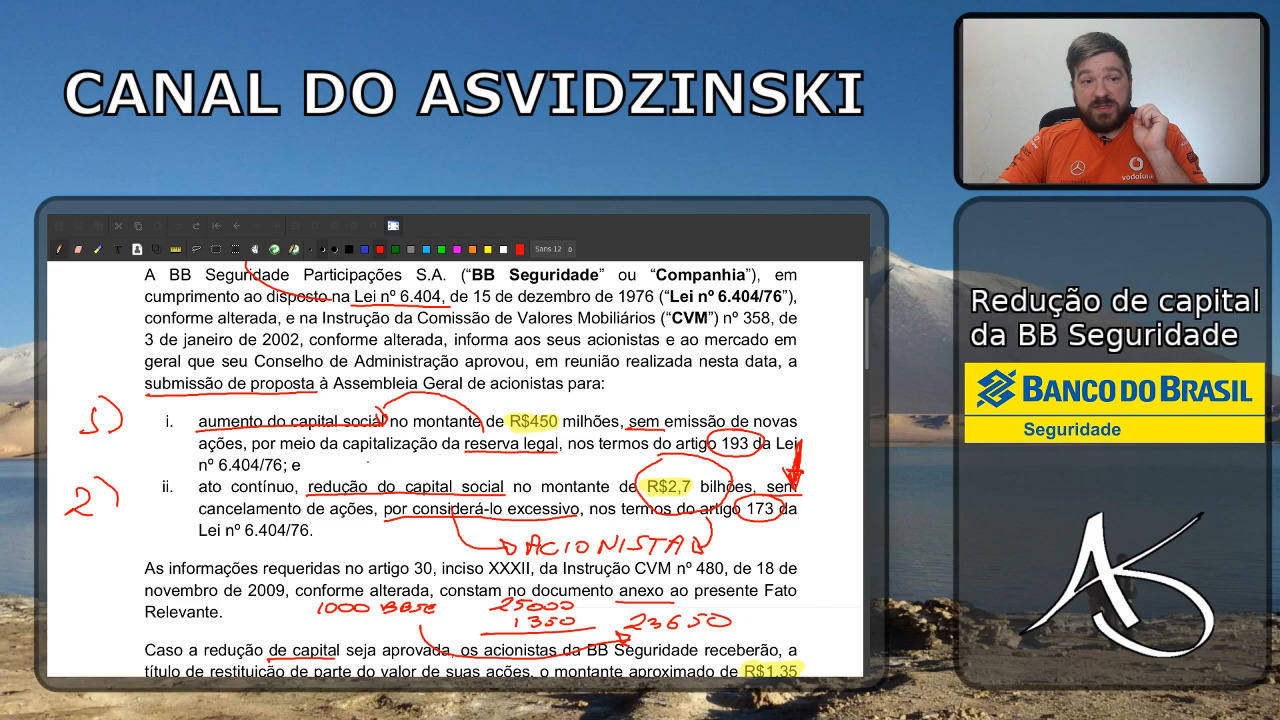 CANAL DO ASVIDZINSKI
vodafone
Sans 12
A BB Seguridade Participações S.A. (“BB Seguridade” ou “Companhia”), em
cumprimento ao disposto na Lei nº 6.404, de 15 de dezembro de 1976 (“Lei nº 6.404/76”),
conforme alterada, e na Instrução da Comissão de Valores Mobiliários (“CVM”) nº 358, de
3 de janeiro de 2002, conforme alterada, informa aos seus acionistas e ao mercado em
geral que seu Conselho de Administração aprovou, em reunião realizada nesta data, a
submissão de proposta à Assembleia Geral de acionistas para:
1)
i. aumento do capital social no montante de R$450 milhões, sem emissão de novas
ações, por meio da capitalização da reserva legal, nos termos do artigo 193 da Lei
nº 6.404/76; e
2)
ii. ato contínuo, redução do capital social no montante de R$2,7 bilhões, sem
cancelamento de ações, por considerá-lo excessivo, nos termos do artigo 173 da
Lei nº 6.404/76.
ACIONISTAS
As informações requeridas no artigo 30, inciso XXXII, da Instrução CVM nº 480, de 18 de
novembro de 2009, conforme alterada, constam no documento anexo ao presente Fato
Relevante.
1000 BBSE
25000
1350
23650
Caso a redução de capital seja aprovada, os acionistas da BB Seguridade receberão, a
título de restituição de parte do valor de suas ações, o montante aproximado de R$1,35
Redução de capital
da BB Seguridade
BANCO DO BRASIL
Seguridade